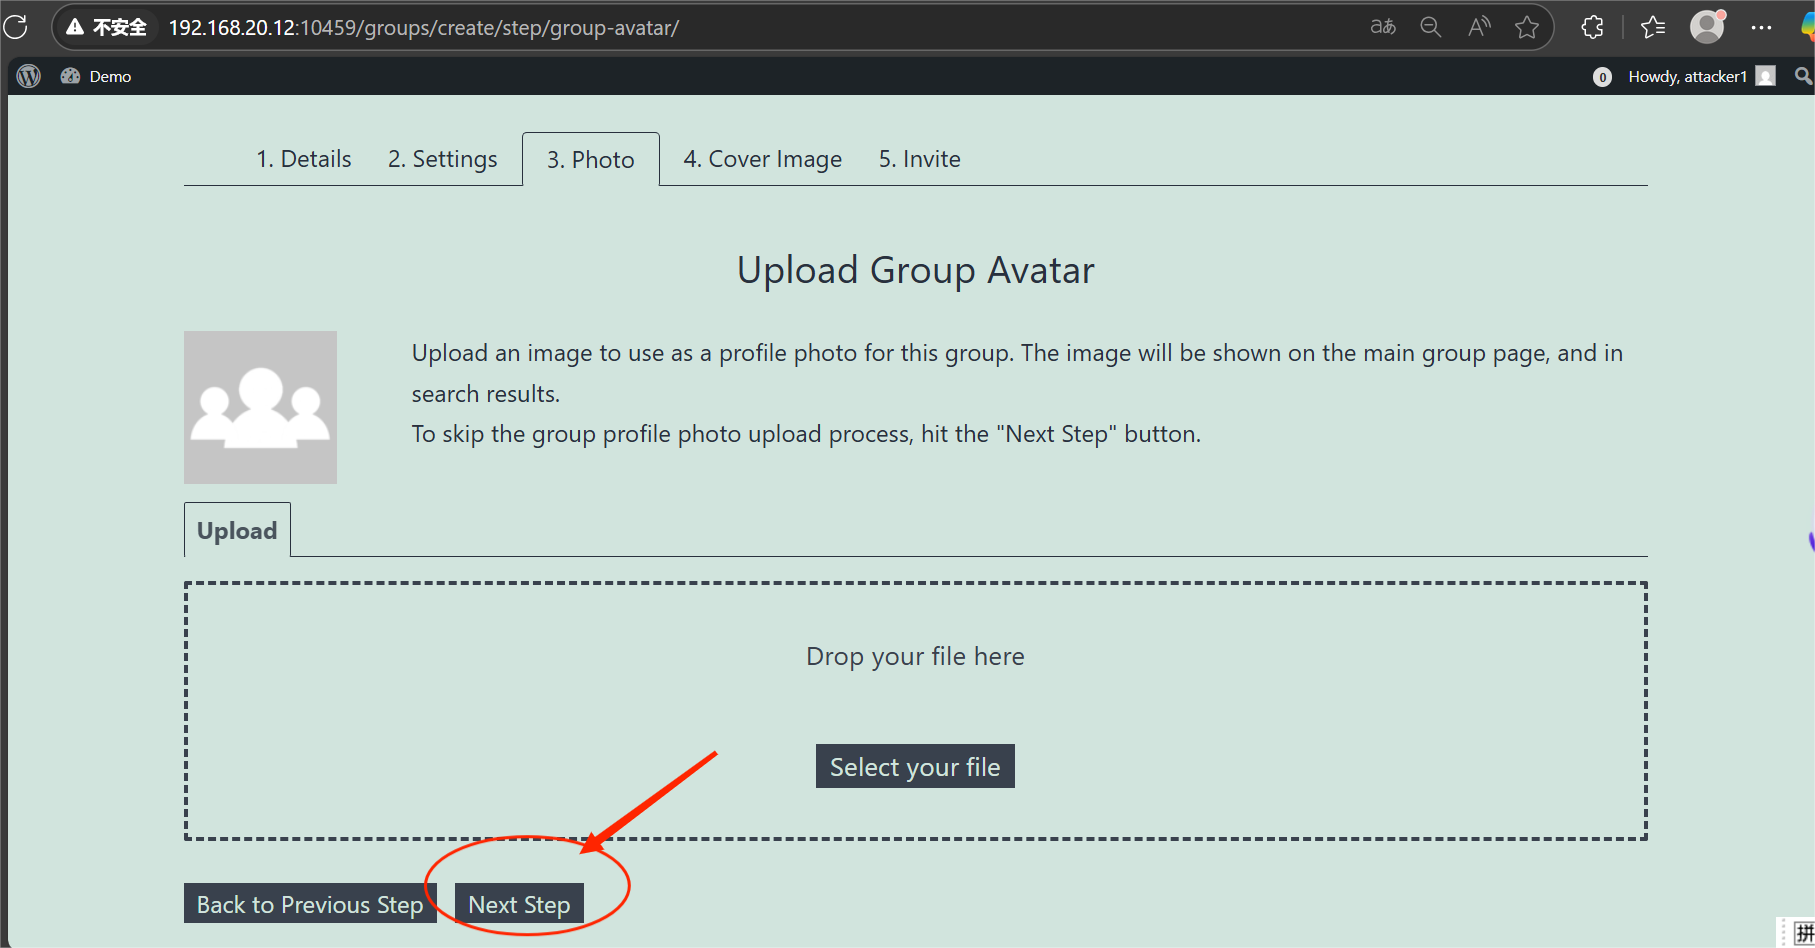 不安全 192.168.20.12:10459/groups/create/step/group-avatar/ aあ A
Demo 0 Howdy, attacker1
1. Details 2. Settings 3. Photo 4. Cover Image 5. Invite
Upload Group Avatar
Upload an image to use as a profile photo for this group. The image will be shown on the main group page, and in
search results.
To skip the group profile photo upload process, hit the "Next Step" button.
Upload
Drop your file here
Select your file
Back to Previous Step Next Step
拼